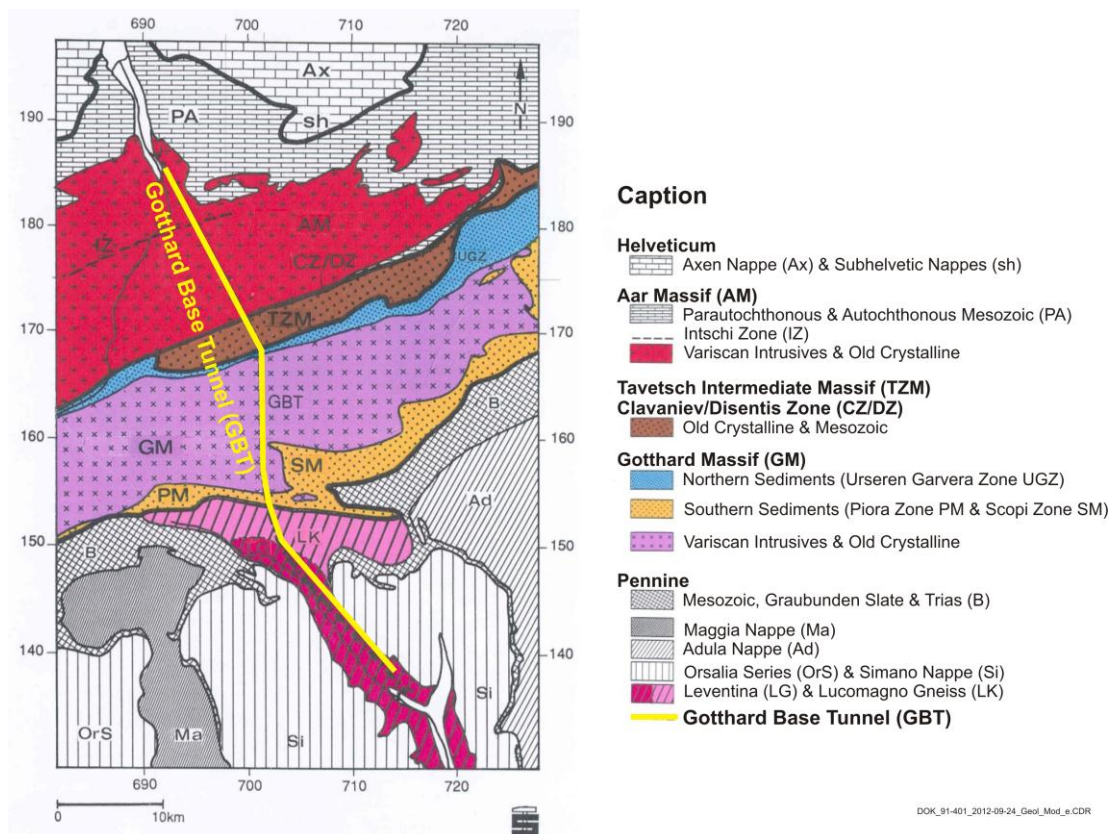 690 700 710 720
Ax
N
190 PA sh 190
180 AM 180
IZ CZ/DZ UGZ
Gotthard Base Tunnel (GBT)
170 TZM 170
GBT B
160 GM 160
SM
PM Ad
150 LK 150
B
140 140
Si
OrS Ma Si
690 700 710 720
0 10km
Caption
Helveticum
Axen Nappe (Ax) & Subhelvetic Nappes (sh)
Aar Massif (AM)
Parautochthonous & Autochthonous Mesozoic (PA)
Intschi Zone (IZ)
Variscan Intrusives & Old Crystalline
Tavetsch Intermediate Massif (TZM)
Clavaniev/Disentis Zone (CZ/DZ)
Old Crystalline & Mesozoic
Gotthard Massif (GM)
Northern Sediments (Urseren Garvera Zone UGZ)
Southern Sediments (Piora Zone PM & Scopi Zone SM)
Variscan Intrusives & Old Crystalline
Pennine
Mesozoic, Graubunden Slate & Trias (B)
Maggia Nappe (Ma)
Adula Nappe (Ad)
Orsalia Series (OrS) & Simano Nappe (Si)
Leventina (LG) & Lucomagno Gneiss (LK)
Gotthard Base Tunnel (GBT)
DOK_91-401_2012-09-24_Geol_Mod_e.CDR